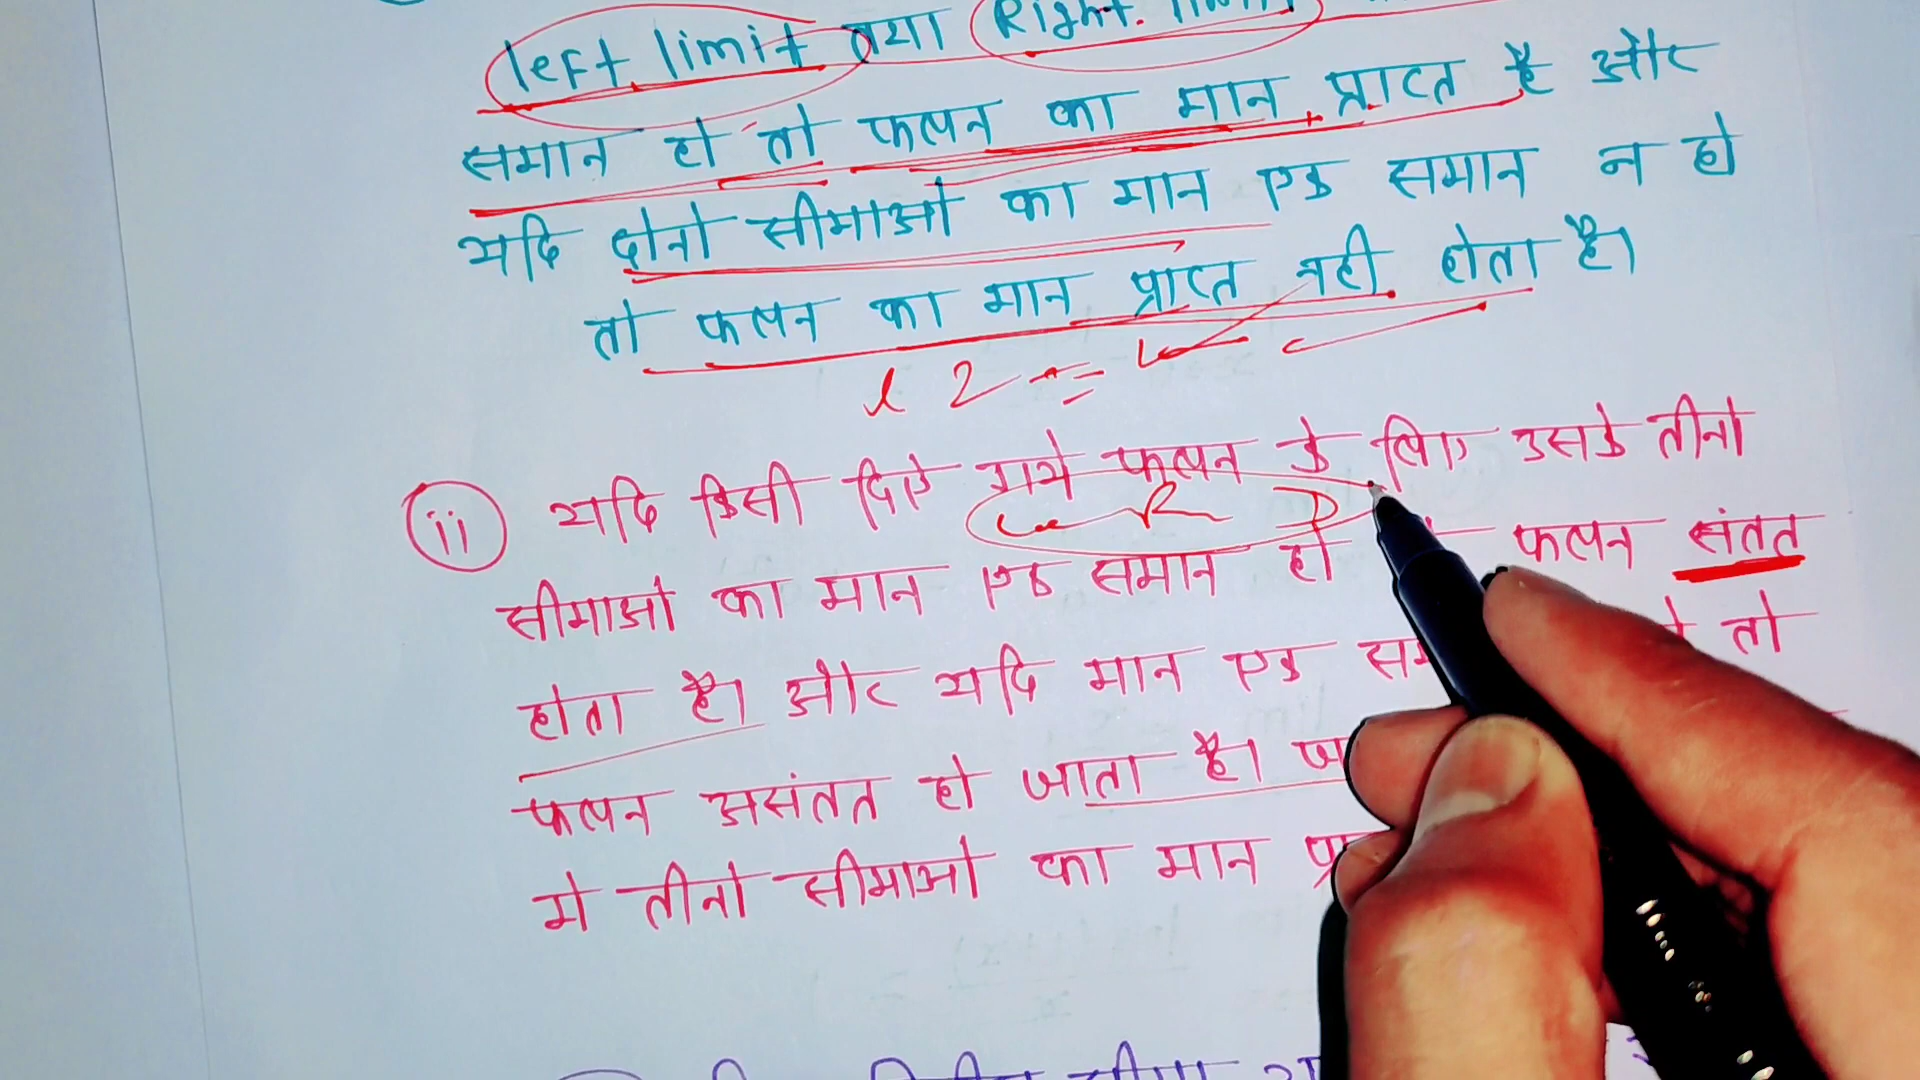 left limit तथा Right limit
समान हो तो फलन का मान प्राप्त है और
यदि दोनो सीमाओ का मान एक समान न हो
तो फलन का मान प्राप्त नही होता है।
(ii) यदि किसी दिऐ गये फलन के लिए उसके तीनो
सीमाओ का मान एक समान हो फलन संतत
होता है। और यदि मान एक तो
फलन असंतत हो जाता है।
मे तीनो सीमाओ का मान